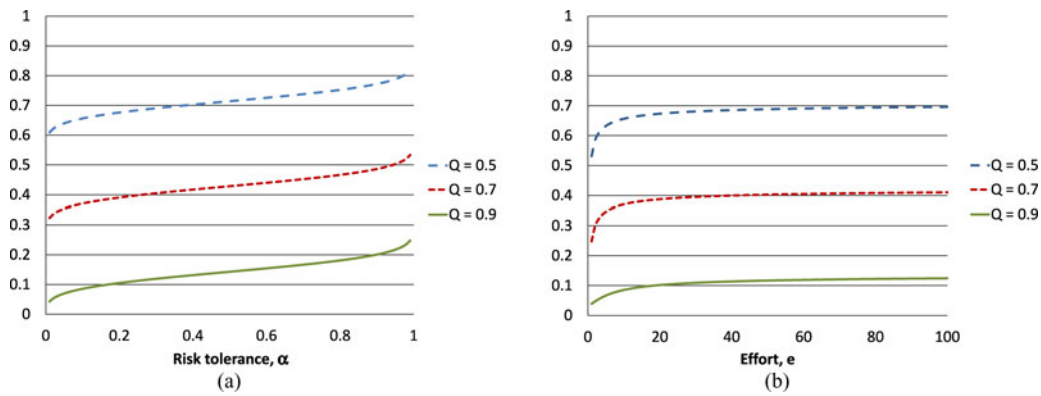 1
0.9
0.8
0.7
0.6
0.5
0.4
0.3
0.2
0.1
0
0 0.2 0.4 0.6 0.8 1
Risk tolerance, α
(a)
Q = 0.5
Q = 0.7
Q = 0.9
1
0.9
0.8
0.7
0.6
0.5
0.4
0.3
0.2
0.1
0
0 20 40 60 80 100
Effort, e
(b)
Q = 0.5
Q = 0.7
Q = 0.9